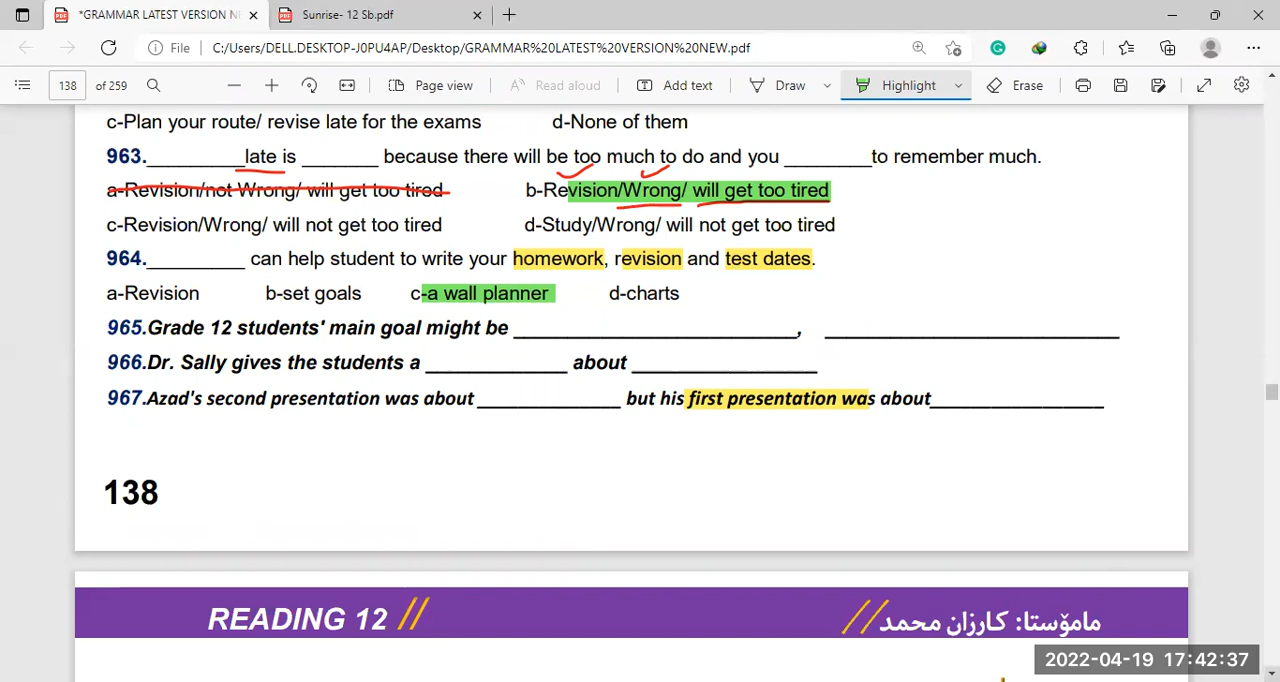 *GRAMMAR LATEST VERSION N
Sunrise- 12 Sb.pdf
File C:/Users/DELL.DESKTOP-J0PU4AP/Desktop/GRAMMAR%20LATEST%20VERSION%20NEW.pdf
138 of 259 Page view Read aloud Add text Draw Highlight Erase
c-Plan your route/ revise late for the exams d-None of them
963.__________late is ________ because there will be too much to do and you _________to remember much.
a-Revision/not Wrong/ will get too tired b-Revision/Wrong/ will get too tired
c-Revision/Wrong/ will not get too tired d-Study/Wrong/ will not get too tired
964.__________ can help student to write your homework, revision and test dates.
a-Revision b-set goals c-a wall planner d-charts
965.Grade 12 students' main goal might be __________________________, ___________________________
966.Dr. Sally gives the students a _____________ about _________________
967.Azad's second presentation was about ______________ but his first presentation was about_________________
138
READING 12 //
// مامۆستا: کارزان محمد
2022-04-19 17:42:37